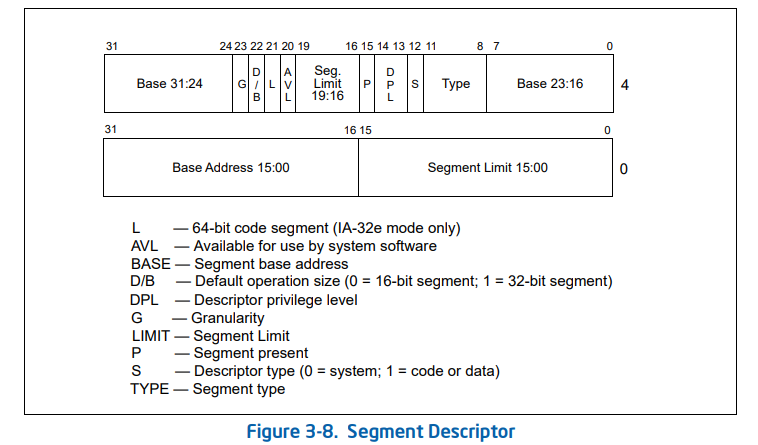 31 24 23 22 21 20 19 16 15 14 13 12 11 8 7 0
Base 31:24 G D/B L AVL Seg. Limit 19:16 P DPL S Type Base 23:16 4
31 16 15 0
Base Address 15:00 Segment Limit 15:00 0
L — 64-bit code segment (IA-32e mode only)
AVL — Available for use by system software
BASE — Segment base address
D/B — Default operation size (0 = 16-bit segment; 1 = 32-bit segment)
DPL — Descriptor privilege level
G — Granularity
LIMIT — Segment Limit
P — Segment present
S — Descriptor type (0 = system; 1 = code or data)
TYPE — Segment type
Figure 3-8. Segment Descriptor